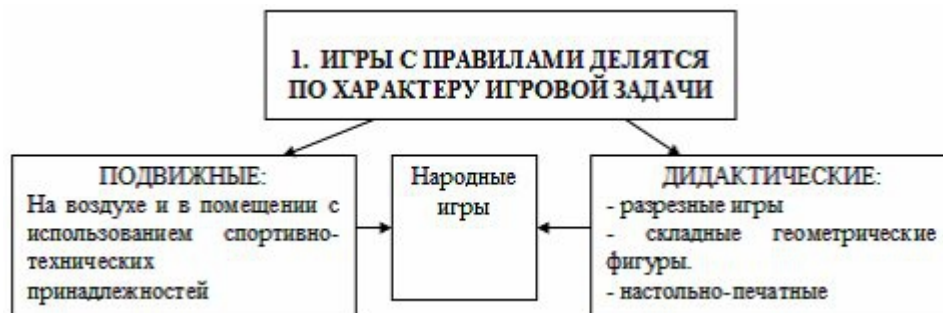 1. ИГРЫ С ПРАВИЛАМИ ДЕЛЯТСЯ
ПО ХАРАКТЕРУ ИГРОВОЙ ЗАДАЧИ
ПОДВИЖНЫЕ:
На воздухе и в помещении с
использованием спортивно-
технических
принадлежностей
Народные
игры
ДИДАКТИЧЕСКИЕ:
- разрезные игры
- складные геометрические
фигуры.
- настольно-печатные